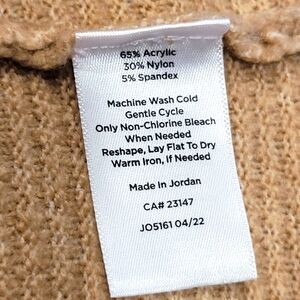 65% Acrylic
30% Nylon
5% Spandex
Machine Wash Cold
Gentle Cycle
Only Non-Chlorine Bleach
When Needed
Reshape, Lay Flat To Dry
Warm Iron, If Needed
Made in Jordan
CA# 23147
JO5161 04/22